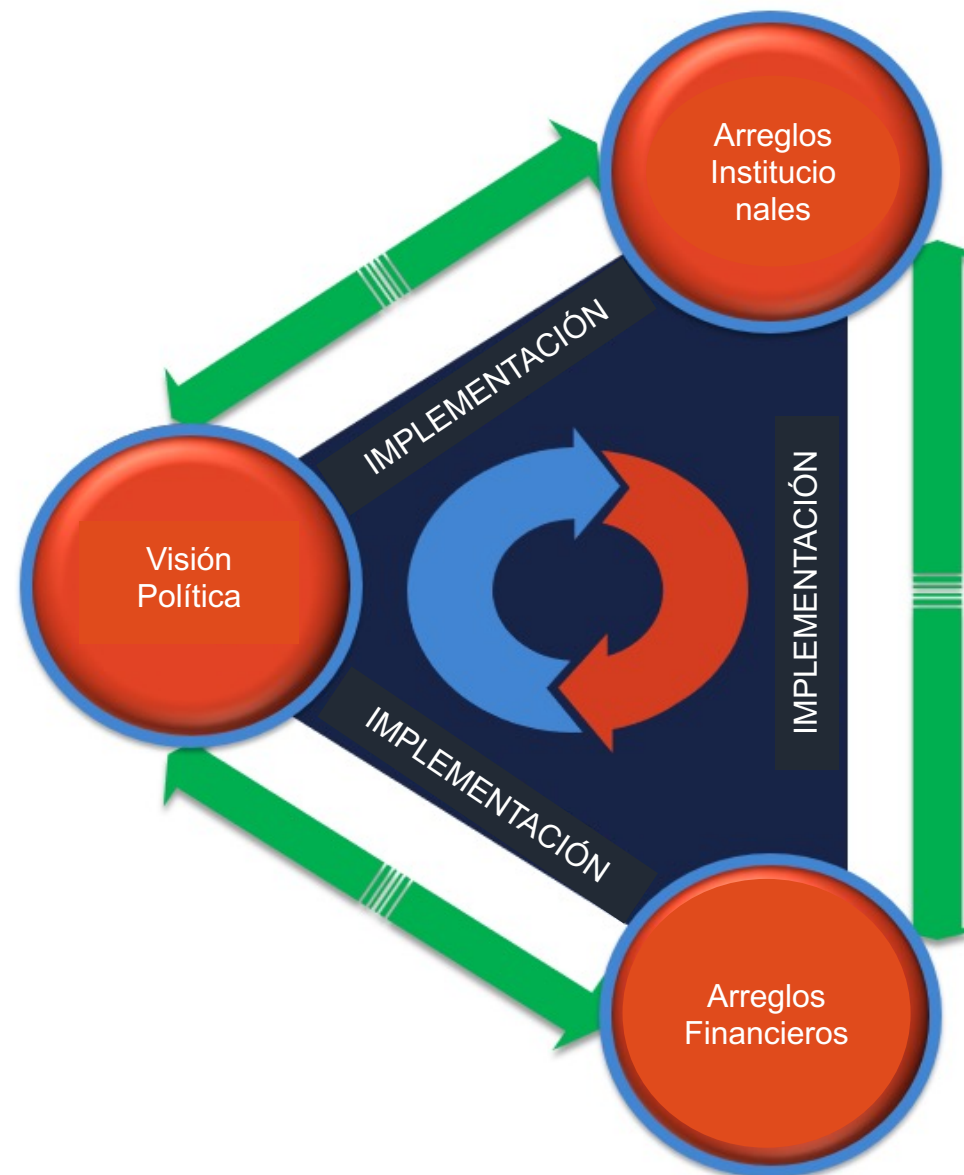 Arreglos
Institucio
nales
IMPLEMENTACIÓN
IMPLEMENTACIÓN
Visión
Política
IMPLEMENTACIÓN
Arreglos
Financieros